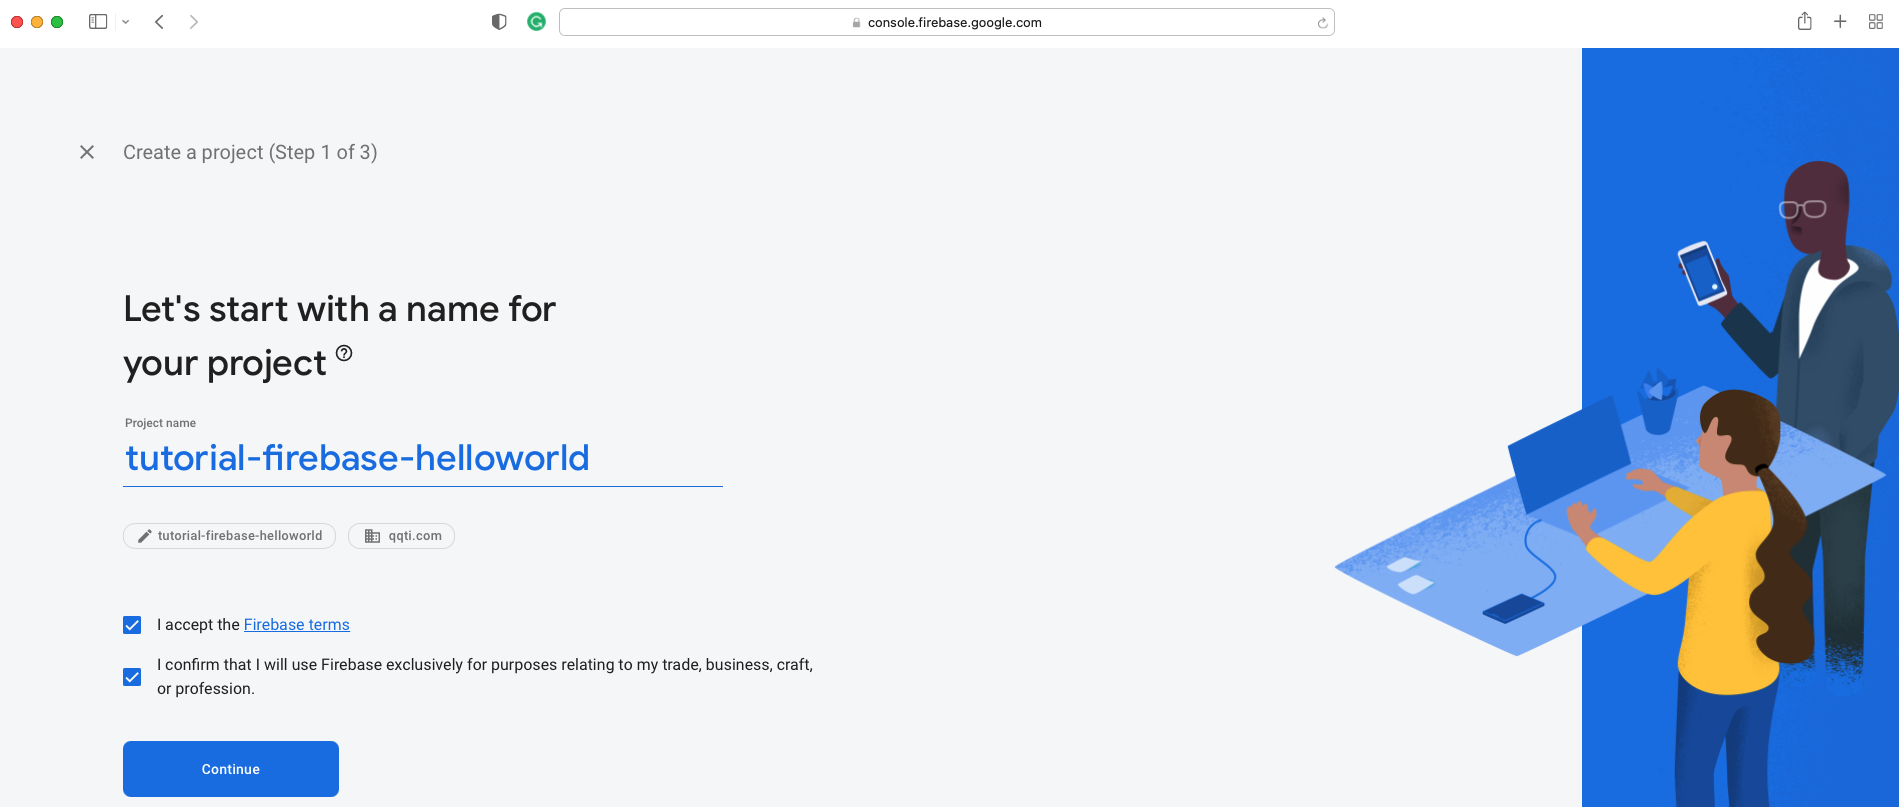 console.firebase.google.com
Create a project (Step 1 of 3)
Let's start with a name for
your project
Project name
tutorial-firebase-helloworld
tutorial-firebase-helloworld
qqti.com
I accept the Firebase terms
I confirm that I will use Firebase exclusively for purposes relating to my trade, business, craft,
or profession.
Continue